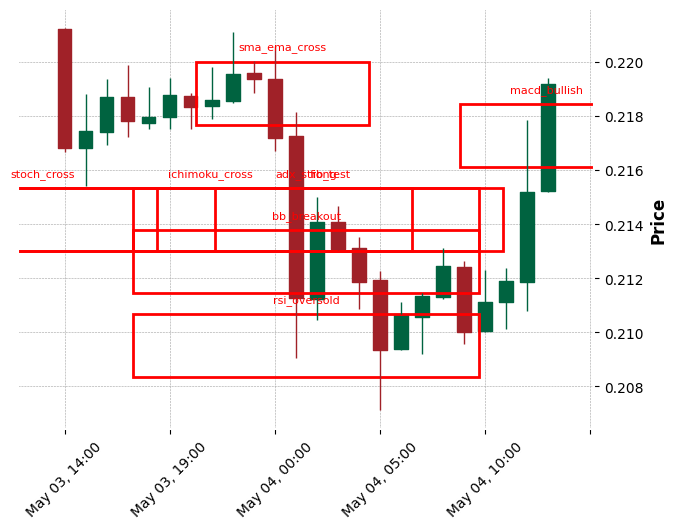 sma_ema_cross
macd_bullish
stoch_cross
ichimoku_cross
bb_breakout
rsi_oversold
0.220
0.218
0.216
0.214
0.212
0.210
0.208
Price
May 03, 14:00
May 03, 19:00
May 04, 00:00
May 04, 05:00
May 04, 10:00